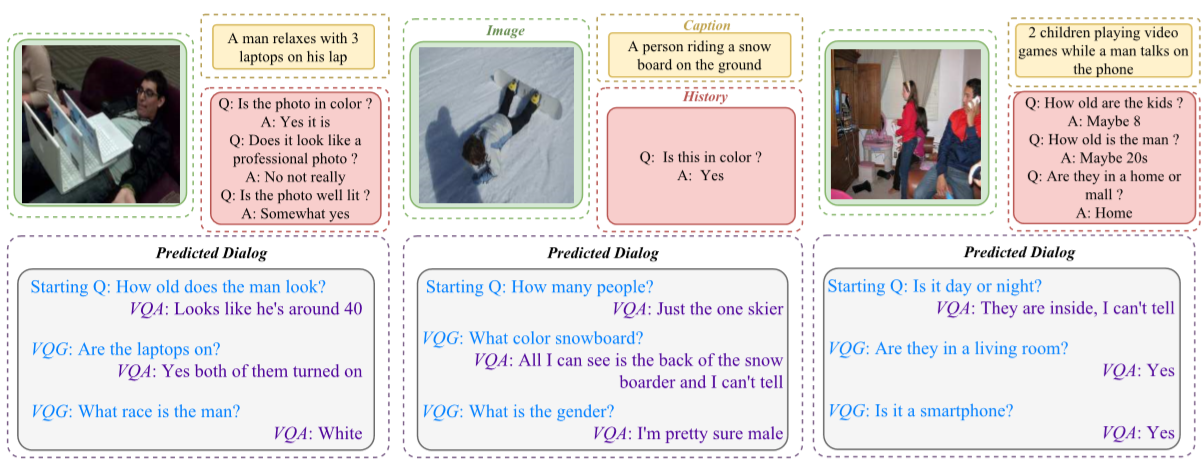 A man relaxes with 3
laptops on his lap
Q: Is the photo in color ?
A: Yes it is
Q: Does it look like a
professional photo ?
A: No not really
Q: Is the photo well lit ?
A: Somewhat yes
Predicted Dialog
Starting Q: How old does the man look?
VQA: Looks like he's around 40
VQG: Are the laptops on?
VQA: Yes both of them turned on
VQG: What race is the man?
VQA: White
Image
Caption
A person riding a snow
board on the ground
History
Q: Is this in color ?
A: Yes
Predicted Dialog
Starting Q: How many people?
VQA: Just the one skier
VQG: What color snowboard?
VQA: All I can see is the back of the snow
boarder and I can't tell
VQG: What is the gender?
VQA: I'm pretty sure male
2 children playing video
games while a man talks on
the phone
Q: How old are the kids ?
A: Maybe 8
Q: How old is the man ?
A: Maybe 20s
Q: Are they in a home or
mall ?
A: Home
Predicted Dialog
Starting Q: Is it day or night?
VQA: They are inside, I can't tell
VQG: Are they in a living room?
VQA: Yes
VQG: Is it a smartphone?
VQA: Yes